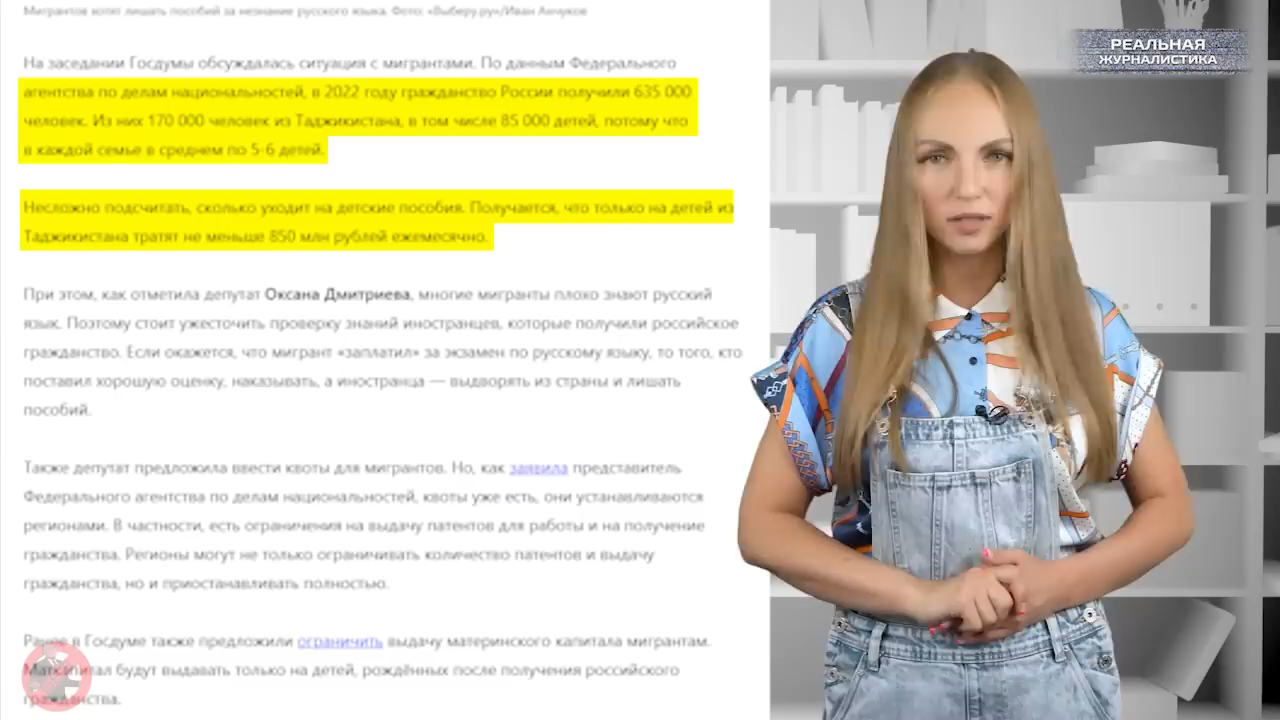 Мигрантов хотят лишать пособий за незнание русского языка. Фото: «Выберу.ру»/Иван Анчуков
На заседании Госдумы обсуждалась ситуация с мигрантами. По данным Федерального
агентства по делам национальностей, в 2022 году гражданство России получили 635 000
человек. Из них 170 000 человек из Таджикистана, в том числе 85 000 детей, потому что
в каждой семье в среднем по 5-6 детей.
Несложно подсчитать, сколько уходит на детские пособия. Получается, что только на детей из
Таджикистана тратят не меньше 850 млн рублей ежемесячно.
При этом, как отметила депутат Оксана Дмитриева, многие мигранты плохо знают русский
язык. Поэтому стоит ужесточить проверку знаний иностранцев, которые получили российское
гражданство. Если окажется, что мигрант «заплатил» за экзамен по русскому языку, то того, кто
поставил хорошую оценку, наказывать, а иностранца — выдворять из страны и лишать
пособий.
Также депутат предложила ввести квоты для мигрантов. Но, как заявила представитель
Федерального агентства по делам национальностей, квоты уже есть, они устанавливаются
регионами. В частности, есть ограничения на выдачу патентов для работы и на получение
гражданства. Регионы могут не только ограничивать количество патентов и выдачу
гражданства, но и приостанавливать полностью.
Ранее в Госдуме также предложили ограничить выдачу материнского капитала мигрантам.
Маткапитал будут выдавать только на детей, рождённых после получения российского
гражданства.
РЕАЛЬНАЯ
ЖУРНАЛИСТИКА